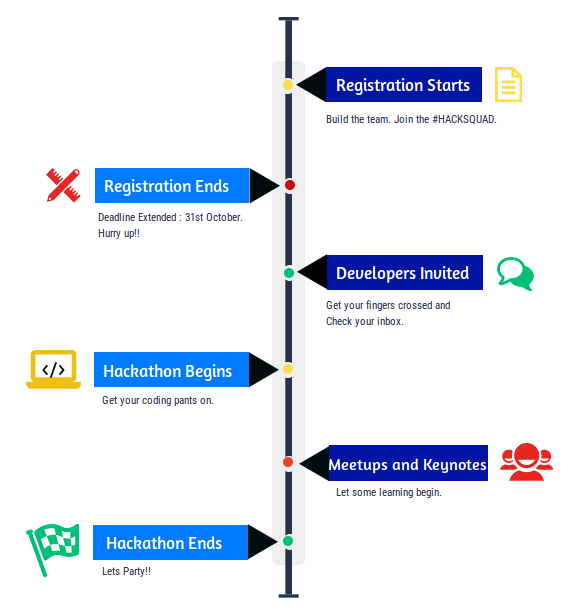 Registration Starts
Build the team. Join the #HACKSQUAD.
Registration Ends
Deadline Extended : 31st October.
Hurry up!!
Developers Invited
Get your fingers crossed and
Check your inbox.
Hackathon Begins
Get your coding pants on.
</>
Meetups and Keynotes
Let some learning begin.
Hackathon Ends
Lets Party!!